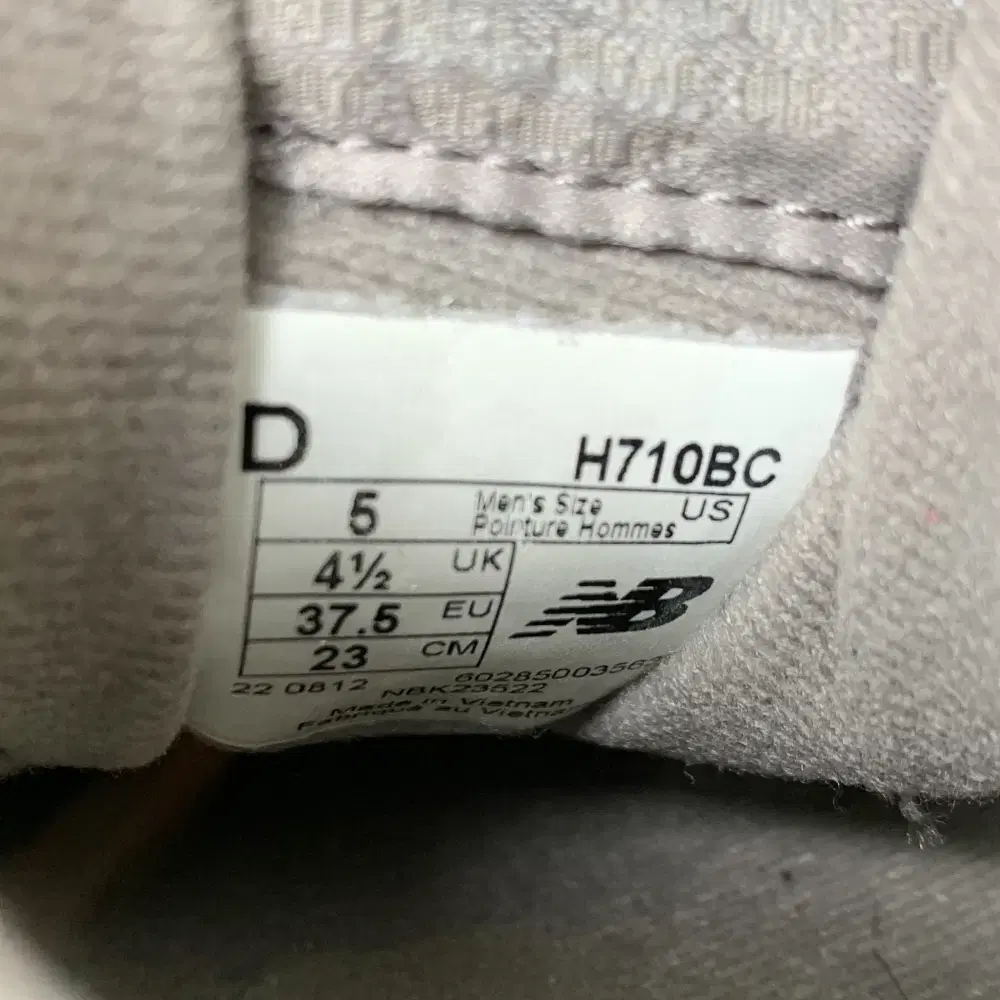 D
H710BC
5 Men's Size US
Pointure Hommes
4½ UK
37.5 EU
23 CM
NB
22 0812 NBK23522
Made in Vietnam
Fabriqué au